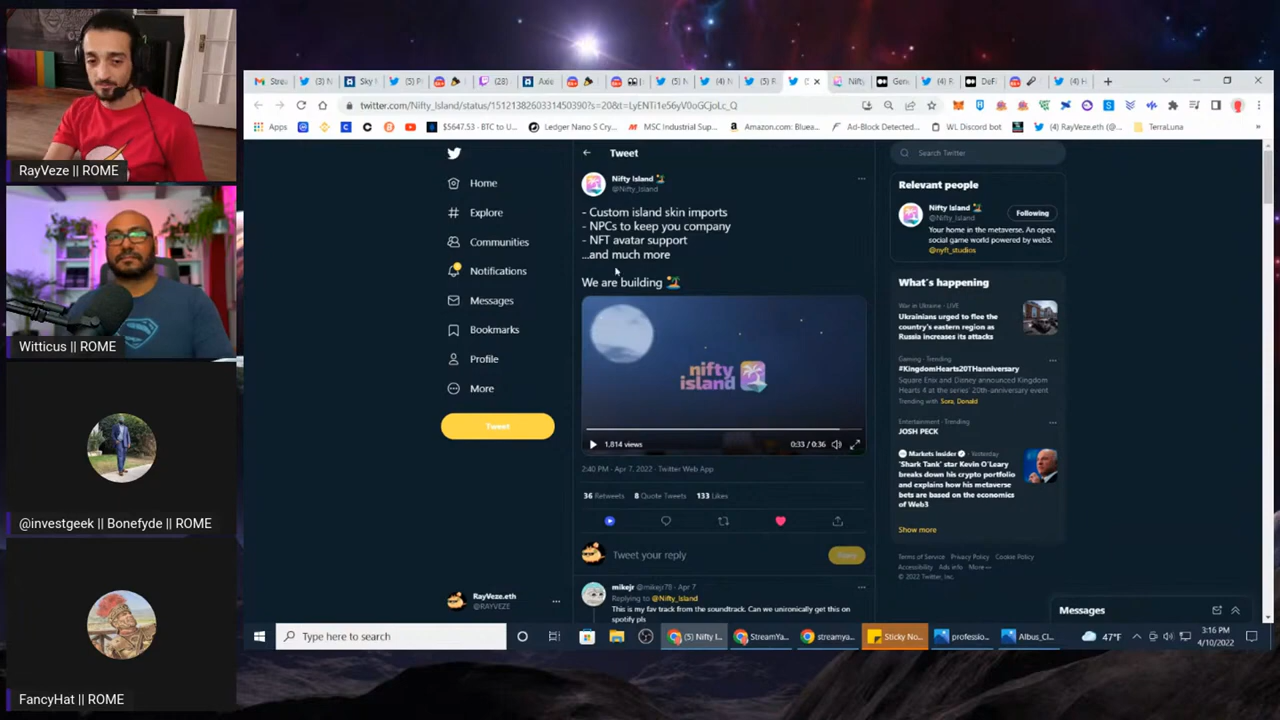 RayVeze || ROME
Witticus || ROME
@investgeek || Bonefyde || ROME
FancyHat || ROME
(28)
Axie
twitter.com/Nifty_Island/status/1512138260331450390?s=20&t=LyENTi1e56yV0oGCjoLc_Q
Apps
$5647.53 - BTC to U...
Ledger Nano S Cry...
MSC Industrial Sup...
Amazon.com: Bluea...
Ad-Block Detected...
WL Discord bot
(4) RayVeze.eth (@...
TerraLuna
Home
Explore
Communities
Notifications
Messages
Bookmarks
Profile
More
Tweet
RayVeze.eth
@RAYVEZE
Tweet
Nifty Island
@Nifty_Island
- Custom island skin imports
- NPCs to keep you company
- NFT avatar support
...and much more
We are building
nifty
island
1,814 views
0:33 / 0:36
2:40 PM · Apr 7, 2022 · Twitter Web App
36 Retweets 8 Quote Tweets 133 Likes
Tweet your reply
Reply
mikejr @mikejr78 · Apr 7
Replying to @Nifty_Island
This is my fav track from the soundtrack. Can we unironically get this on
spotify pls
Search Twitter
Relevant people
Nifty Island
@Nifty_Island
Following
Your home in the metaverse. An open,
social game world powered by web3.
@nyft_studios
What's happening
War in Ukraine · LIVE
Ukrainians urged to flee the
country's eastern region as
Russia increases its attacks
Gaming · Trending
#KingdomHearts20THanniversary
Square Enix and Disney announced Kingdom
Hearts 4 at the series' 20th-anniversary event
Trending with Sora, Donald
Entertainment · Trending
JOSH PECK
Markets Insider · Yesterday
'Shark Tank' star Kevin O'Leary
breaks down his crypto portfolio
and explains how his metaverse
bets are based on the economics
of Web3
Show more
Terms of Service Privacy Policy Cookie Policy
Accessibility Ads info More
© 2022 Twitter, Inc.
Messages
Type here to search
(5) Nifty I...
StreamYa...
streamya...
Sticky No...
professio...
Albus_Cl...
47°F
3:16 PM
4/10/2022